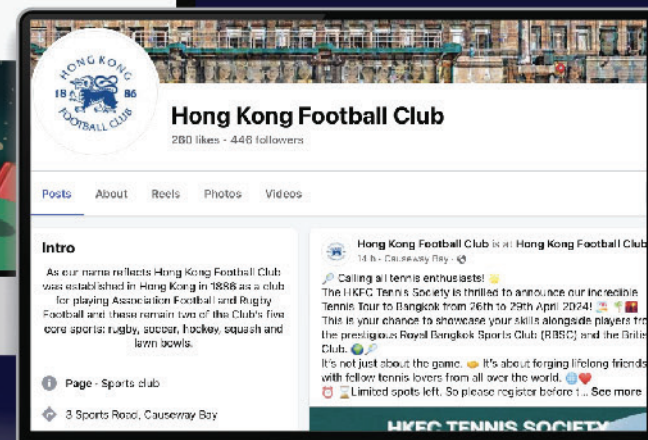 HONG KONG
18 86
FOOTBALL CLUB
Hong Kong Football Club
260 likes • 446 followers
Posts About Reels Photos Videos
Intro
As our name reflects Hong Kong Football Club
was established in Hong Kong in 1886 as a club
for playing Association Football and Rugby
Football and these remain two of the Club's five
core sports: rugby, soccer, hockey, squash and
lawn bowls.
Page · Sports club
3 Sports Road, Causeway Bay
Hong Kong Football Club is at Hong Kong Football Club
14 h · Causeway Bay ·
Calling all tennis enthusiasts!
The HKFC Tennis Society is thrilled to announce our incredible
Tennis Tour to Bangkok from 26th to 29th April 2024!
This is your chance to showcase your skills alongside players
the prestigious Royal Bangkok Sports Club (RBSC) and the
Club.
It's not just about the game. It's about forging lifelong friends
with fellow tennis lovers from all over the world.
Limited spots left. So please register before t... See more
HKFC TENNIS SOCIETY